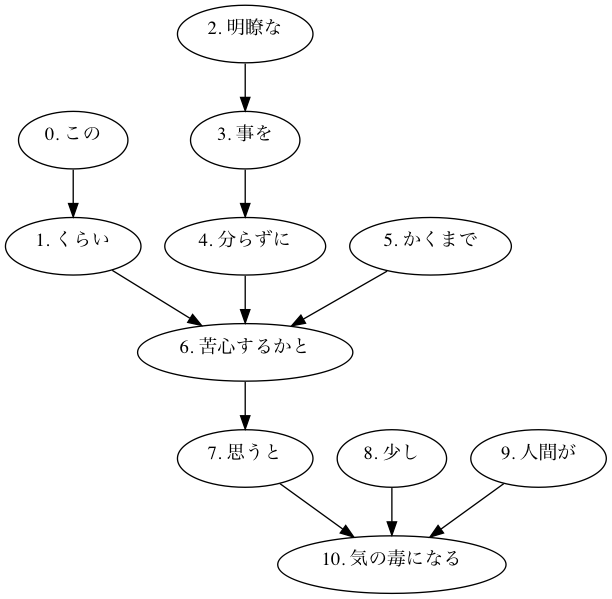 2. 明瞭な
0. この
3. 事を
1. くらい
4. 分らずに
5. かくまで
6. 苦心するかと
7. 思うと
8. 少し
9. 人間が
10. 気の毒になる